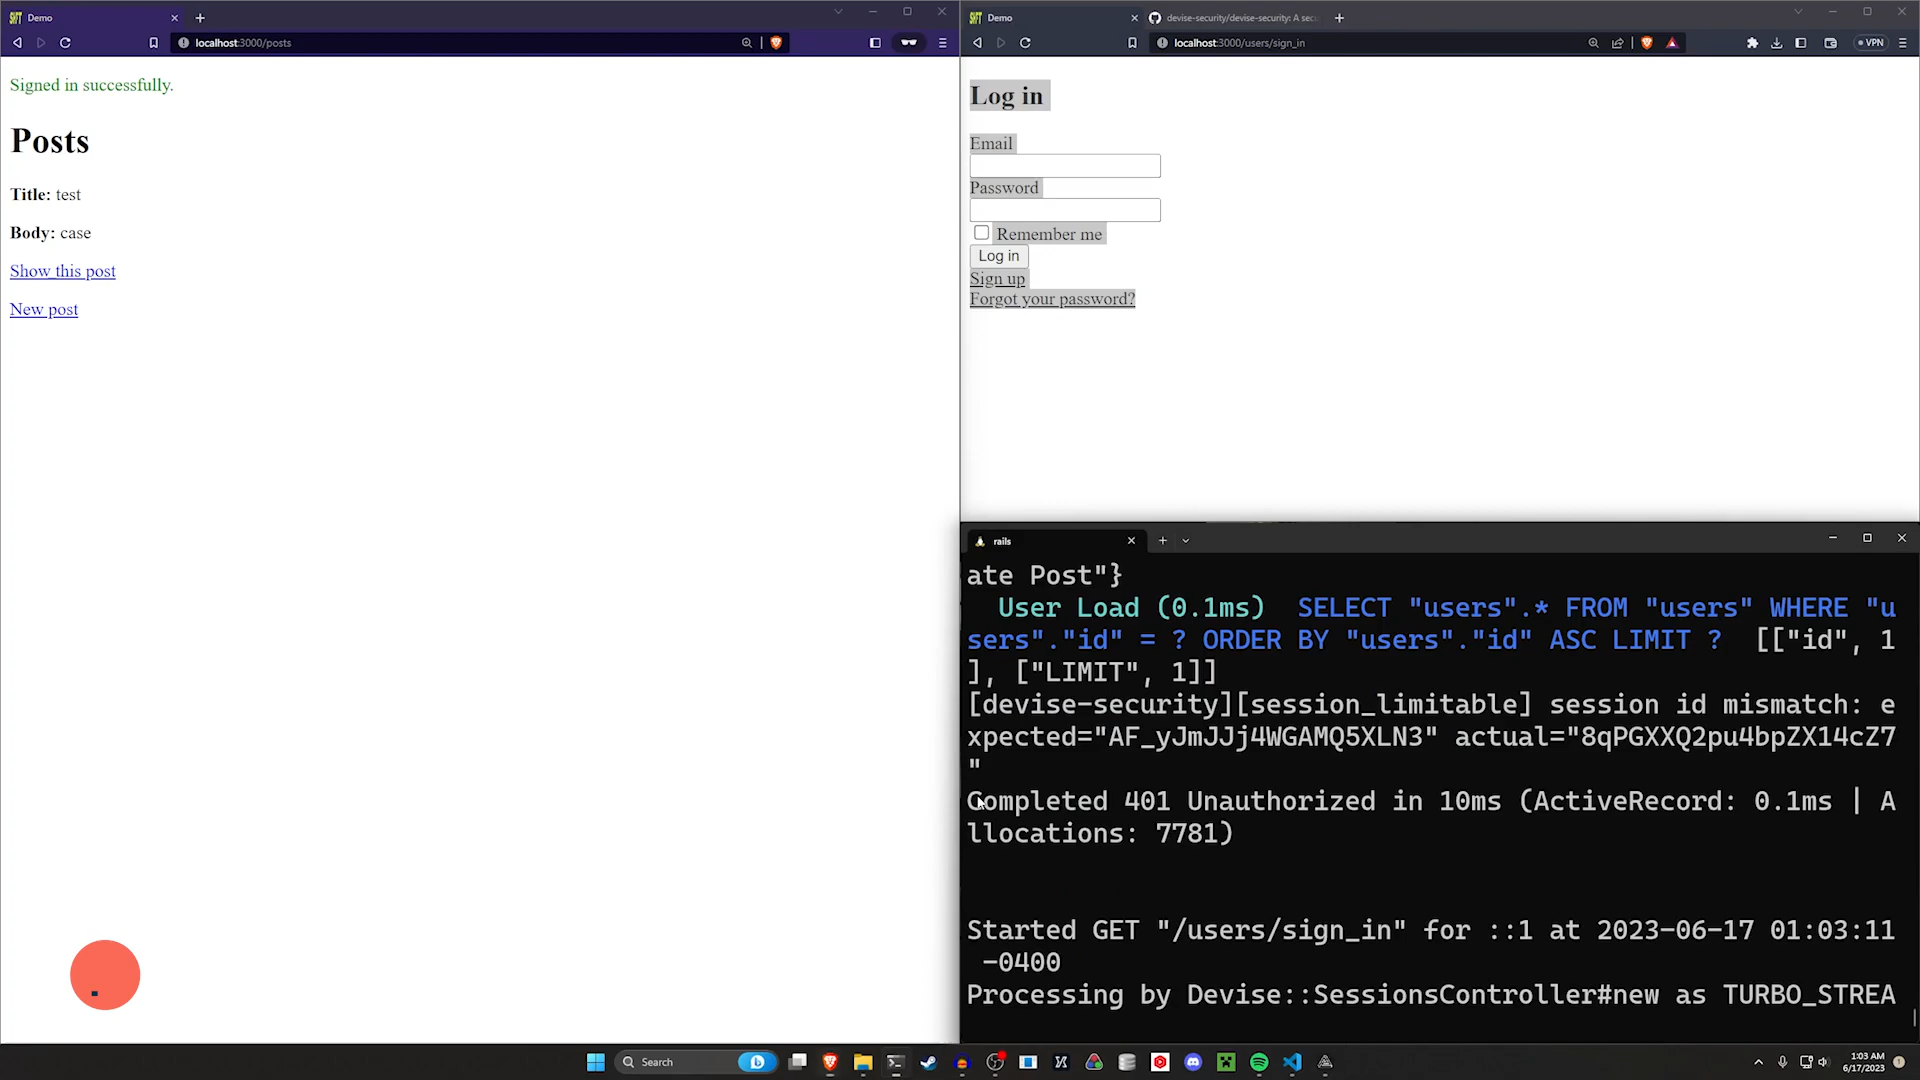 Demo
localhost:3000/posts
Signed in successfully.
Posts
Title: test
Body: case
Show this post
New post
Demo
devise-security/devise-security: A sec
localhost:3000/users/sign_in
VPN
Log in
Email
Password
Remember me
Log in
Sign up
Forgot your password?
rails
ate Post"}
User Load (0.1ms)  SELECT "users".* FROM "users" WHERE "u
sers"."id" = ? ORDER BY "users"."id" ASC LIMIT ?  [["id", 1
], ["LIMIT", 1]]
[devise-security][session_limitable] session id mismatch: e
xpected="AF_yJmJJj4WGAMQ5XLN3" actual="8qPGXXQ2pu4bpZX14cZ7
"
Completed 401 Unauthorized in 10ms (ActiveRecord: 0.1ms | A
llocations: 7781)
Started GET "/users/sign_in" for ::1 at 2023-06-17 01:03:11
-0400
Processing by Devise::SessionsController#new as TURBO_STREA
Search
1:03 AM
6/17/2023